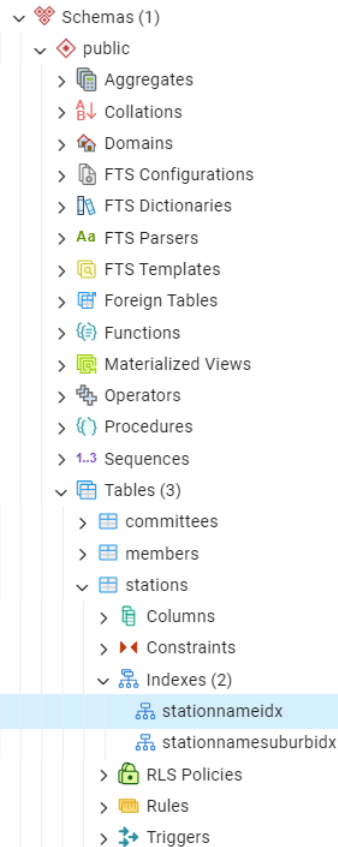 Schemas (1)
public
Aggregates
A
B Collations
Domains
FTS Configurations
FTS Dictionaries
Aa FTS Parsers
FTS Templates
Foreign Tables
Functions
Materialized Views
Operators
Procedures
1..3 Sequences
Tables (3)
committees
members
stations
Columns
Constraints
Indexes (2)
stationnameidx
stationnamesuburbidx
RLS Policies
Rules
Triggers